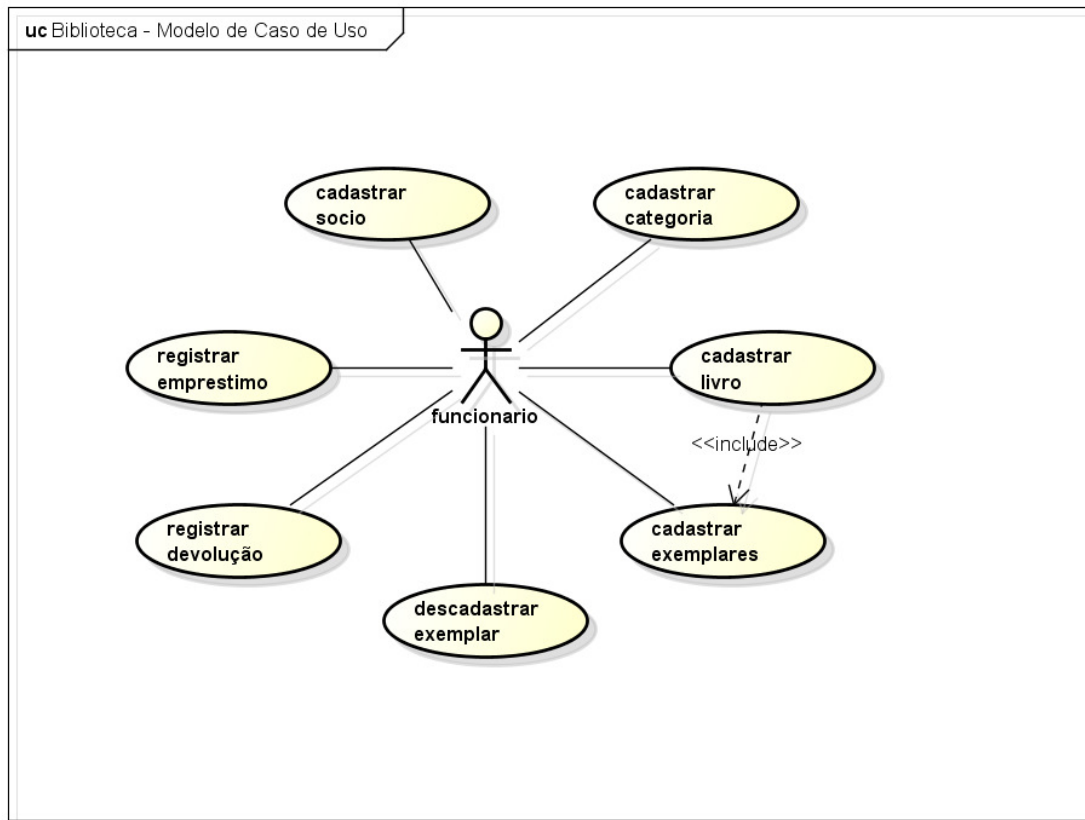 uc Biblioteca - Modelo de Caso de Uso
cadastrar
socio
cadastrar
categoria
registrar
emprestimo
cadastrar
livro
funcionario
<<include>>
registrar
devolução
cadastrar
exemplares
descadastrar
exemplar